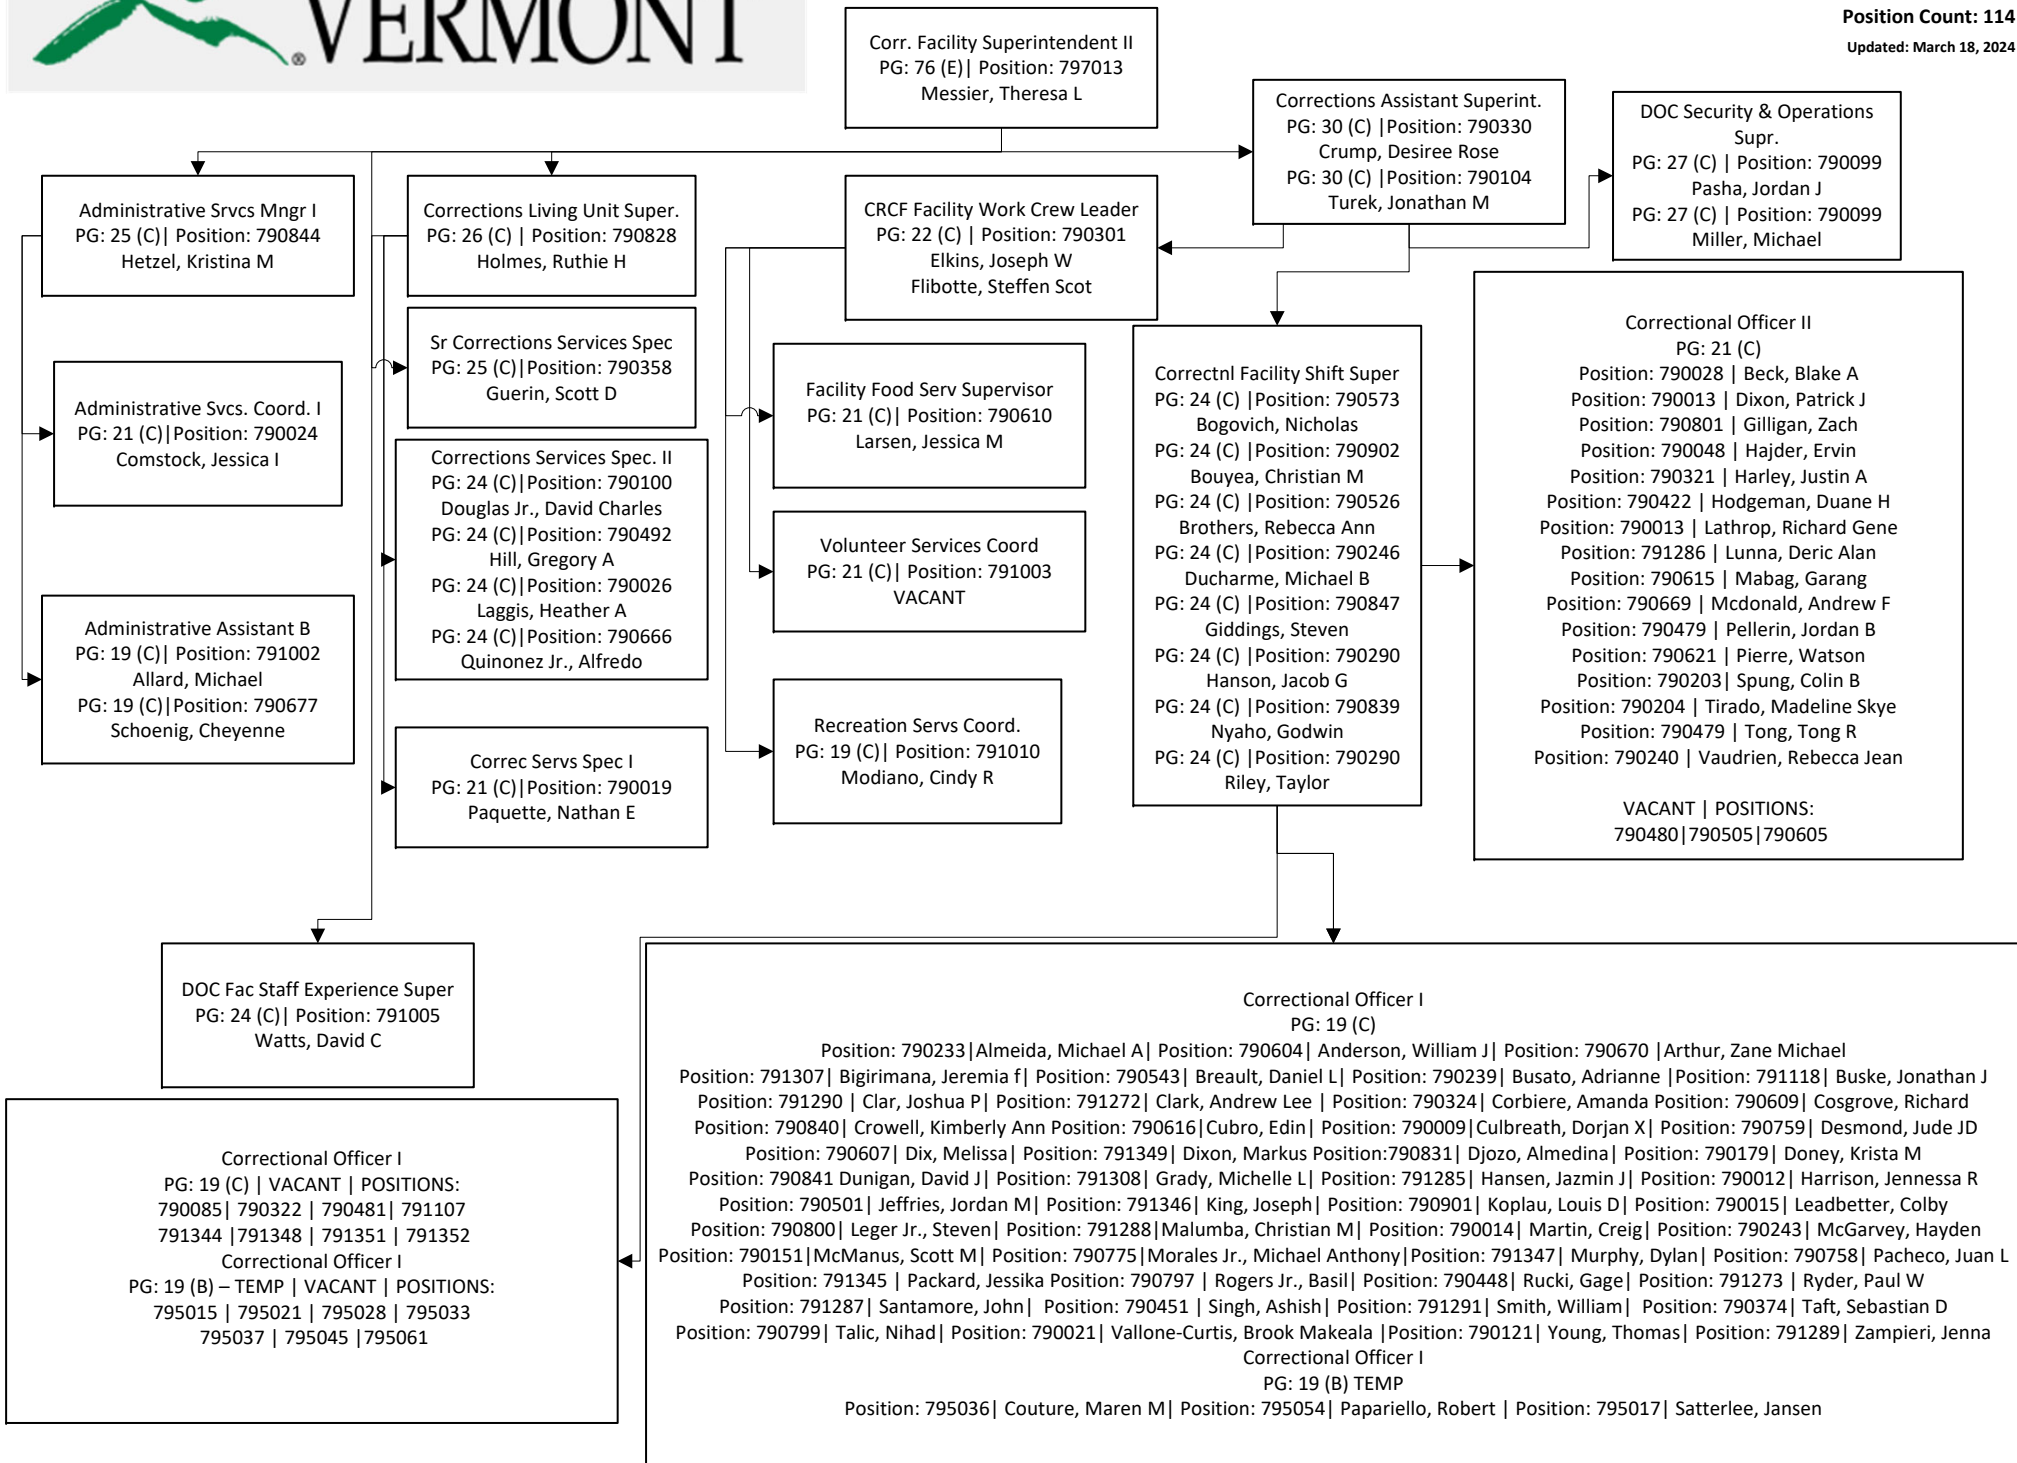 VERMONT
®
Position Count: 114
Updated: March 18, 2024
Corr. Facility Superintendent II
PG: 76 (E)| Position: 797013
Messier, Theresa L
Corrections Assistant Superint.
PG: 30 (C) |Position: 790330
Crump, Desiree Rose
PG: 30 (C) |Position: 790104
Turek, Jonathan M
DOC Security & Operations
Supr.
PG: 27 (C) | Position: 790099
Pasha, Jordan J
PG: 27 (C) | Position: 790099
Miller, Michael
Administrative Srvcs Mngr I
PG: 25 (C)| Position: 790844
Hetzel, Kristina M
Corrections Living Unit Super.
PG: 26 (C) | Position: 790828
Holmes, Ruthie H
CRCF Facility Work Crew Leader
PG: 22 (C) | Position: 790301
Elkins, Joseph W
Flibotte, Steffen Scot
Administrative Svcs. Coord. I
PG: 21 (C)|Position: 790024
Comstock, Jessica I
Administrative Assistant B
PG: 19 (C)| Position: 791002
Allard, Michael
PG: 19 (C)|Position: 790677
Schoenig, Cheyenne
Sr Corrections Services Spec
PG: 25 (C)|Position: 790358
Guerin, Scott D
Corrections Services Spec. II
PG: 24 (C)|Position: 790100
Douglas Jr., David Charles
PG: 24 (C)|Position: 790492
Hill, Gregory A
PG: 24 (C)|Position: 790026
Laggis, Heather A
PG: 24 (C)|Position: 790666
Quinonez Jr., Alfredo
Correc Servs Spec I
PG: 21 (C)|Position: 790019
Paquette, Nathan E
Facility Food Serv Supervisor
PG: 21 (C)| Position: 790610
Larsen, Jessica M
Volunteer Services Coord
PG: 21 (C)| Position: 791003
VACANT
Recreation Servs Coord.
PG: 19 (C)| Position: 791010
Modiano, Cindy R
Correctnl Facility Shift Super
PG: 24 (C) |Position: 790573
Bogovich, Nicholas
PG: 24 (C) |Position: 790902
Bouyea, Christian M
PG: 24 (C) |Position: 790526
Brothers, Rebecca Ann
PG: 24 (C) |Position: 790246
Ducharme, Michael B
PG: 24 (C) |Position: 790847
Giddings, Steven
PG: 24 (C) |Position: 790290
Hanson, Jacob G
PG: 24 (C) |Position: 790839
Nyaho, Godwin
PG: 24 (C) |Position: 790290
Riley, Taylor
Correctional Officer II
PG: 21 (C)
Position: 790028 | Beck, Blake A
Position: 790013 | Dixon, Patrick J
Position: 790801 | Gilligan, Zach
Position: 790048 | Hajder, Ervin
Position: 790321 | Harley, Justin A
Position: 790422 | Hodgeman, Duane H
Position: 790013 | Lathrop, Richard Gene
Position: 791286 | Lunna, Deric Alan
Position: 790615 | Mabag, Garang
Position: 790669 | Mcdonald, Andrew F
Position: 790479 | Pellerin, Jordan B
Position: 790621 | Pierre, Watson
Position: 790203| Spung, Colin B
Position: 790204 | Tirado, Madeline Skye
Position: 790479 | Tong, Tong R
Position: 790240 | Vaudrien, Rebecca Jean
VACANT | POSITIONS:
790480|790505|790605
DOC Fac Staff Experience Super
PG: 24 (C)| Position: 791005
Watts, David C
Correctional Officer I
PG: 19 (C) | VACANT | POSITIONS:
790085| 790322 | 790481| 791107
791344 |791348 | 791351 | 791352
Correctional Officer I
PG: 19 (B) – TEMP | VACANT | POSITIONS:
795015 | 795021 | 795028 | 795033
795037 | 795045 |795061
Correctional Officer I
PG: 19 (C)
Position: 790233|Almeida, Michael A| Position: 790604| Anderson, William J| Position: 790670 |Arthur, Zane Michael
Position: 791307| Bigirimana, Jeremia f| Position: 790543| Breault, Daniel L| Position: 790239| Busato, Adrianne |Position: 791118| Buske, Jonathan J
Position: 791290 | Clar, Joshua P| Position: 791272| Clark, Andrew Lee | Position: 790324| Corbiere, Amanda Position: 790609| Cosgrove, Richard
Position: 790840| Crowell, Kimberly Ann Position: 790616|Cubro, Edin| Position: 790009|Culbreath, Dorjan X| Position: 790759| Desmond, Jude JD
Position: 790607| Dix, Melissa| Position: 791349| Dixon, Markus Position:790831| Djozo, Almedina| Position: 790179| Doney, Krista M
Position: 790841 Dunigan, David J| Position: 791308| Grady, Michelle L| Position: 791285| Hansen, Jazmin J| Position: 790012| Harrison, Jennessa R
Position: 790501| Jeffries, Jordan M| Position: 791346| King, Joseph| Position: 790901| Koplau, Louis D| Position: 790015| Leadbetter, Colby
Position: 790800| Leger Jr., Steven| Position: 791288|Malumba, Christian M| Position: 790014| Martin, Creig| Position: 790243| McGarvey, Hayden
Position: 790151|McManus, Scott M| Position: 790775|Morales Jr., Michael Anthony|Position: 791347| Murphy, Dylan| Position: 790758| Pacheco, Juan L
Position: 791345 | Packard, Jessika Position: 790797 | Rogers Jr., Basil| Position: 790448| Rucki, Gage| Position: 791273 | Ryder, Paul W
Position: 791287| Santamore, John| Position: 790451 | Singh, Ashish| Position: 791291| Smith, William| Position: 790374| Taft, Sebastian D
Position: 790799| Talic, Nihad| Position: 790021| Vallone-Curtis, Brook Makeala |Position: 790121| Young, Thomas| Position: 791289| Zampieri, Jenna
Correctional Officer I
PG: 19 (B) TEMP
Position: 795036| Couture, Maren M| Position: 795054| Papariello, Robert | Position: 795017| Satterlee, Jansen